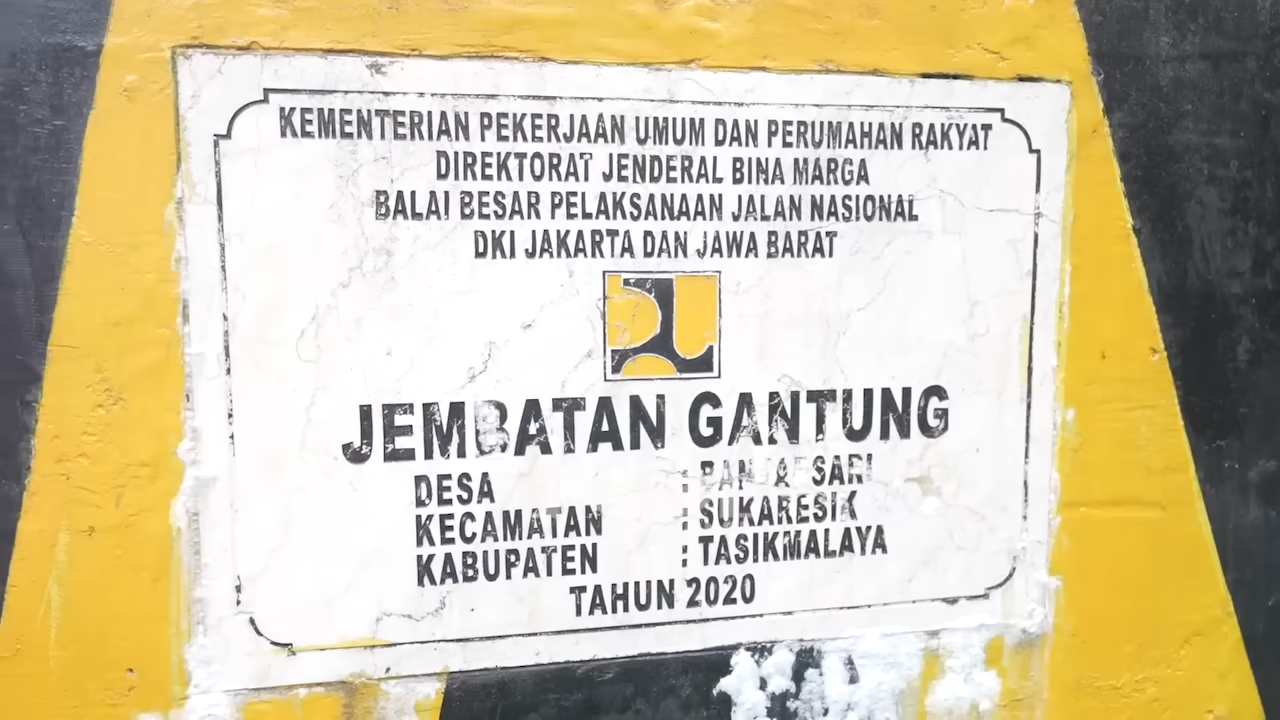 KEMENTERIAN PEKERJAAN UMUM DAN PERUMAHAN RAKYAT
DIREKTORAT JENDERAL BINA MARGA
BALAI BESAR PELAKSANAAN JALAN NASIONAL
DKI JAKARTA DAN JAWA BARAT
JEMBATAN GANTUNG
DESA :
KECAMATAN : SUKARESIK
KABUPATEN : TASIKMALAYA
TAHUN 2020